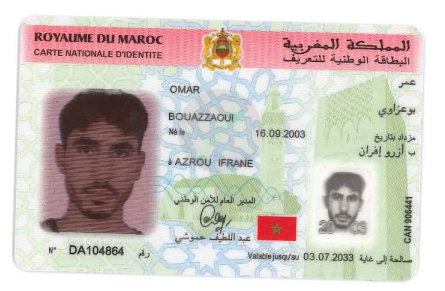 ROYAUME DU MAROC
CARTE NATIONALE D'IDENTITE
المملكة المغربية
البطاقة الوطنية للتعريف
OMAR
عمر
BOUAZZAOUI
بوعزاوي
Né le 16.09.2003
مزداد بتاريخ
à AZROU IFRANE
ب أزرو إفران
المدير العام للأمن الوطني
عبد اللطيف حموشي
N° DA104864 رقم
Valable jusqu'au 03.07.2033 صالحة إلى غاية
CAN 906441